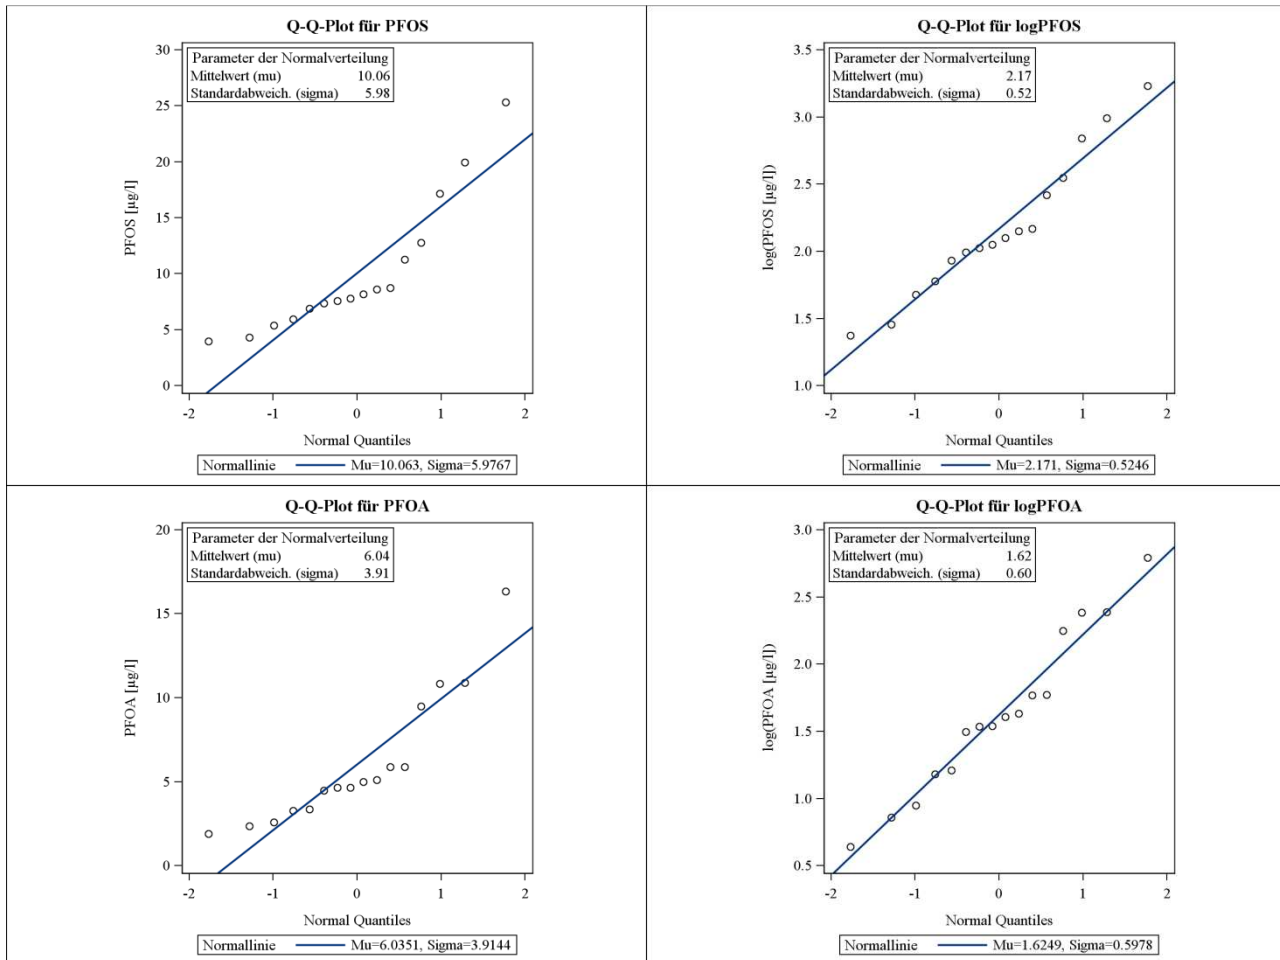 Q-Q-Plot für PFOS
Parameter der Normalverteilung
Mittelwert (mu) 10.06
Standardabweich. (sigma) 5.98
30
25
20
15
10
5
0
PFOS [µg/l]
-2 -1 0 1 2
Normal Quantiles
Normallinie Mu=10.063, Sigma=5.9767
Q-Q-Plot für logPFOS
Parameter der Normalverteilung
Mittelwert (mu) 2.17
Standardabweich. (sigma) 0.52
3.5
3.0
2.5
2.0
1.5
1.0
log(PFOS [µg/l])
-2 -1 0 1 2
Normal Quantiles
Normallinie Mu=2.171, Sigma=0.5246
Q-Q-Plot für PFOA
Parameter der Normalverteilung
Mittelwert (mu) 6.04
Standardabweich. (sigma) 3.91
20
15
10
5
0
PFOA [µg/l]
-2 -1 0 1 2
Normal Quantiles
Normallinie Mu=6.0351, Sigma=3.9144
Q-Q-Plot für logPFOA
Parameter der Normalverteilung
Mittelwert (mu) 1.62
Standardabweich. (sigma) 0.60
3.0
2.5
2.0
1.5
1.0
0.5
log(PFOA [µg/l])
-2 -1 0 1 2
Normal Quantiles
Normallinie Mu=1.6249, Sigma=0.5978